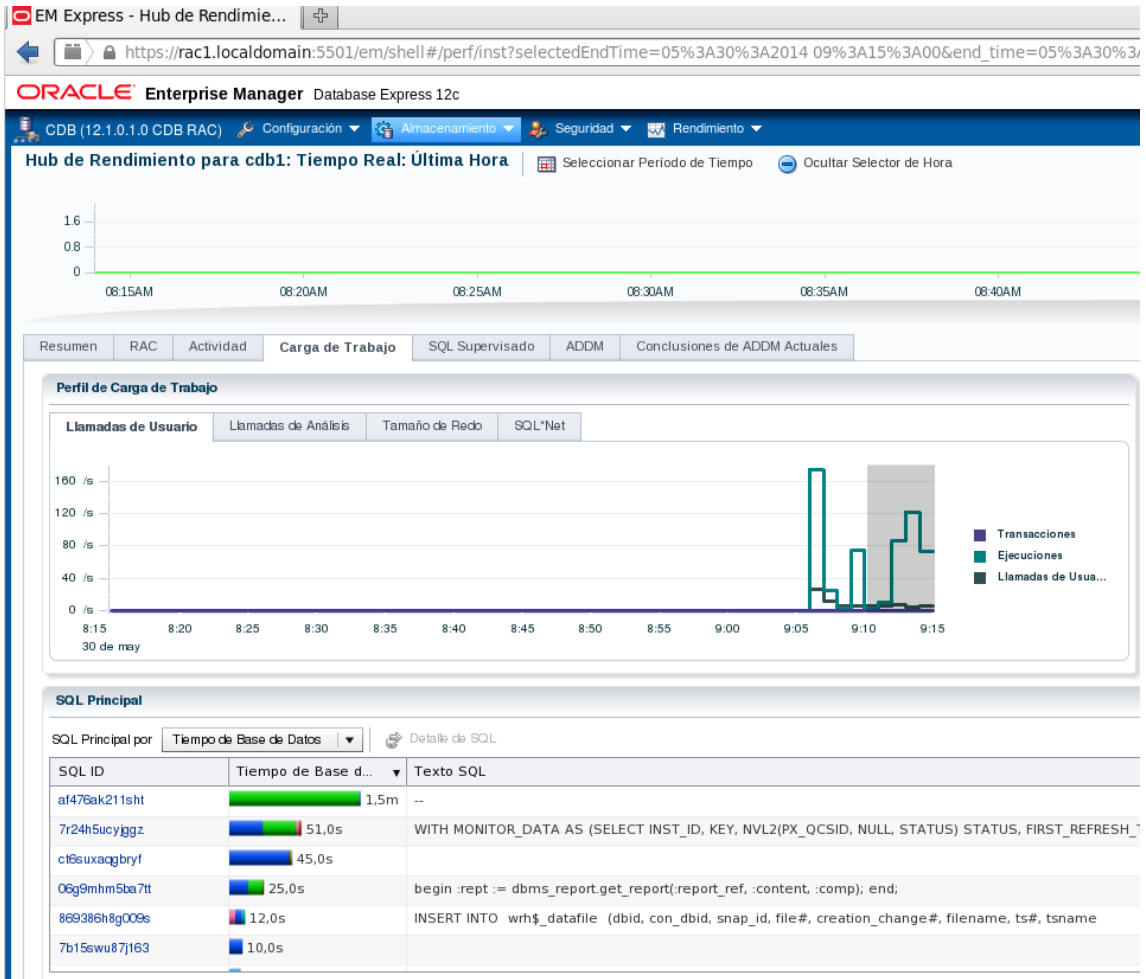 EM Express - Hub de Rendimie...
https://rac1.localdomain:5501/em/shell#/perf/inst?selectedEndTime=05%3A30%3A2014 09%3A15%3A00&end_time=05%3A30%3
ORACLE Enterprise Manager Database Express 12c
CDB (12.1.0.1.0 CDB RAC) Configuración Almacenamiento Seguridad Rendimiento
Hub de Rendimiento para cdb1: Tiempo Real: Última Hora Seleccionar Período de Tiempo Ocultar Selector de Hora
1.6
0.8
0
08:15AM 08:20AM 08:25AM 08:30AM 08:35AM 08:40AM
Resumen RAC Actividad Carga de Trabajo SQL Supervisado ADDM Conclusiones de ADDM Actuales
Perfil de Carga de Trabajo
Llamadas de Usuario Llamadas de Análisis Tamaño de Redo SQL*Net
160 /s
120 /s
80 /s
40 /s
0 /s
Transacciones
Ejecuciones
Llamadas de Usua...
8:15 8:20 8:25 8:30 8:35 8:40 8:45 8:50 8:55 9:00 9:05 9:10 9:15
30 de may
SQL Principal
SQL Principal por Tiempo de Base de Datos Detalle de SQL
SQL ID Tiempo de Base d... Texto SQL
af476ak211sht 1,5m --
7r24h5ucyjggz 51,0s WITH MONITOR_DATA AS (SELECT INST_ID, KEY, NVL2(PX_QCSID, NULL, STATUS) STATUS, FIRST_REFRESH_T
ct6suxaqgbryf 45,0s
06g9mhm5ba7tt 25,0s begin :rept := dbms_report.get_report(:report_ref, :content, :comp); end;
869386h8g009s 12,0s INSERT INTO wrh$_datafile (dbid, con_dbid, snap_id, file#, creation_change#, filename, ts#, tsname
7b15swu87j163 10,0s